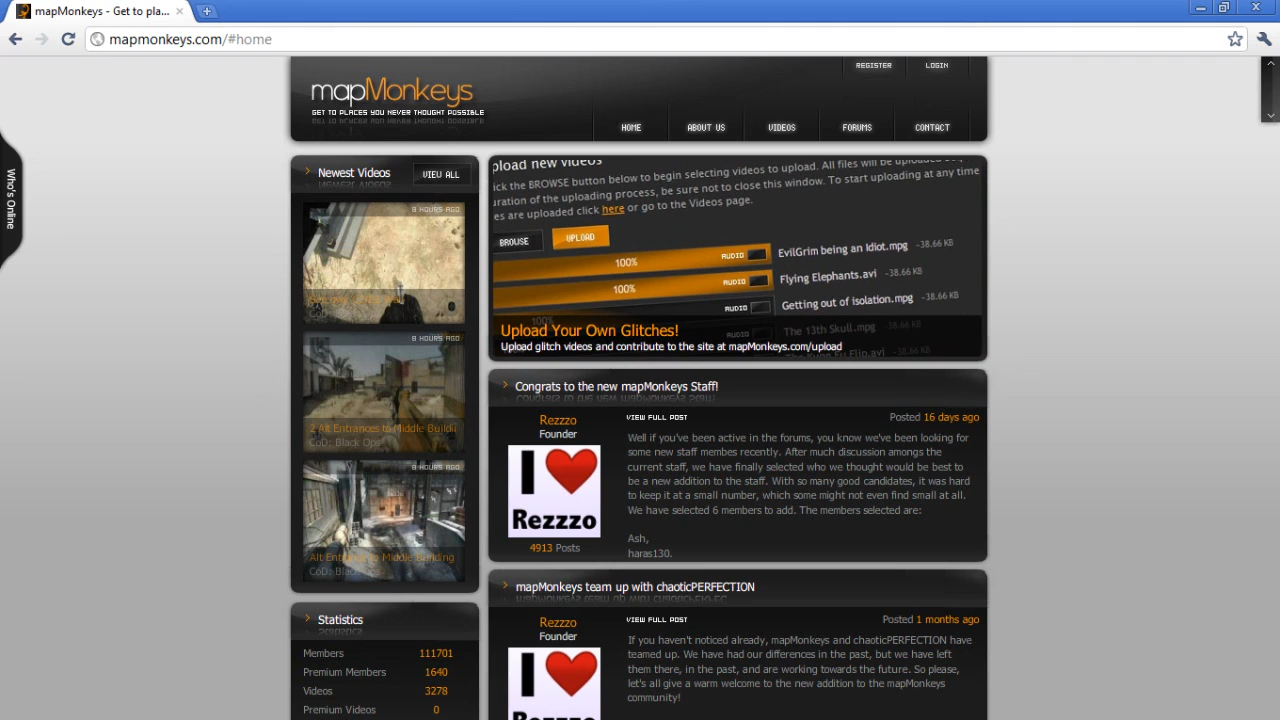 mapMonkeys - Get to pla...
mapmonkeys.com/#home
REGISTER
LOGIN
mapMonkeys
GET TO PLACES YOU NEVER THOUGHT POSSIBLE
HOME
ABOUT US
VIDEOS
FORUMS
CONTACT
Who's Online
Newest Videos
VIEW ALL
8 HOURS AGO
8 HOURS AGO
2 Alt Entrances to Middle Buildi
CoD: Black Ops
8 HOURS AGO
Alt Entrance to Middle Building
CoD: Black Ops
Statistics
Members 111701
Premium Members 1640
Videos 3278
Premium Videos 0
pload new videos
ick the BROWSE button below to begin selecting videos to upload. All files will be uploaded
uration of the uploading process, be sure not to close this window. To start uploading at any time
es are uploaded click here or go to the Videos page.
BROUSE
UPLOAD
100% AUDIO EvilGrim being an Idiot.mpg -38.66 KB
100% AUDIO Flying Elephants.avi -38.66 KB
100% AUDIO Getting out of isolation.mpg -38.66 KB
AUDIO The 13th Skull.mpg -38.66 KB
The Kung Fu Flip.avi -38.66 KB
Upload Your Own Glitches!
Upload glitch videos and contribute to the site at mapMonkeys.com/upload
Congrats to the new mapMonkeys Staff!
Rezzzo
Founder
I
Rezzzo
4913 Posts
VIEW FULL POST
Posted 16 days ago
Well if you've been active in the forums, you know we've been looking for
some new staff membes recently. After much discussion amongs the
current staff, we have finally selected who we thought would be best to
be a new addition to the staff. With so many good candidates, it was hard
to keep it at a small number, which some might not even find small at all.
We have selected 6 members to add. The members selected are:
Ash,
haras130.
mapMonkeys team up with chaoticPERFECTION
Rezzzo
Founder
I
Rezzzo
VIEW FULL POST
Posted 1 months ago
If you haven't noticed already, mapMonkeys and chaoticPERFECTION have
teamed up. We have had our differences in the past, but we have left
them there, in the past, and are working towards the future. So please,
let's all give a warm welcome to the new addition to the mapMonkeys
community!